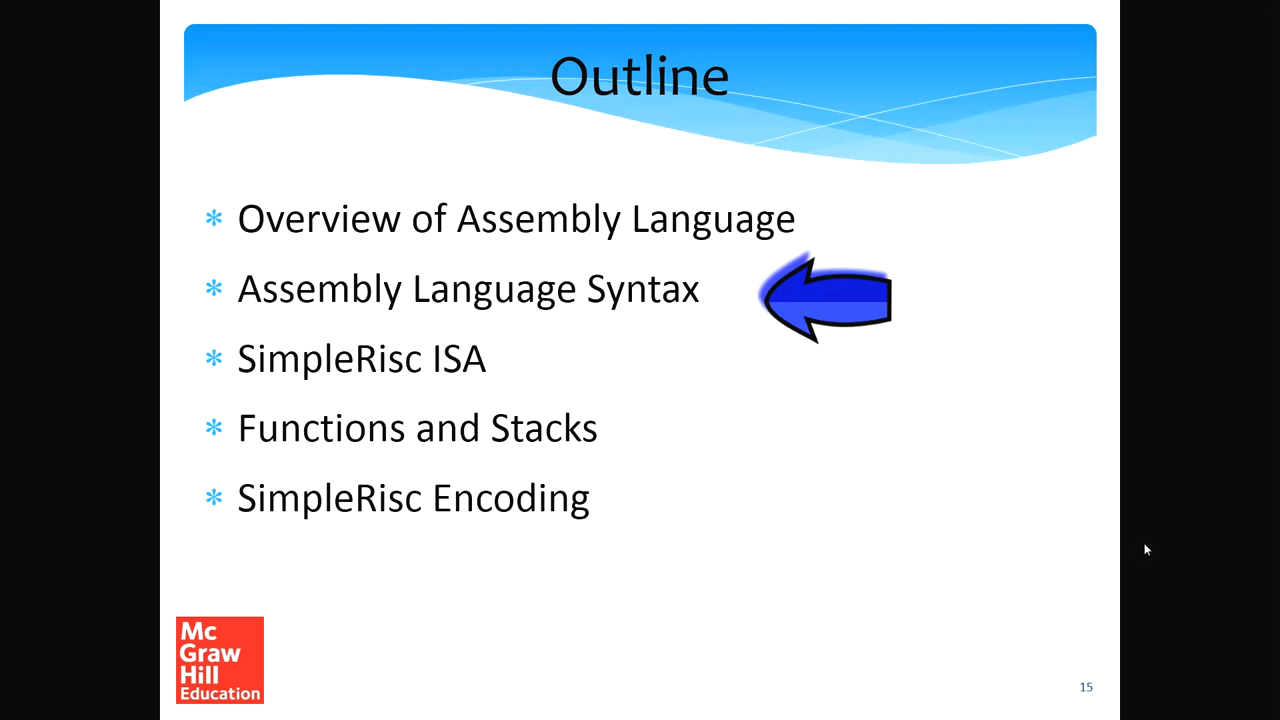 Outline
* Overview of Assembly Language
* Assembly Language Syntax
* SimpleRisc ISA
* Functions and Stacks
* SimpleRisc Encoding
Mc
Graw
Hill
Education
15